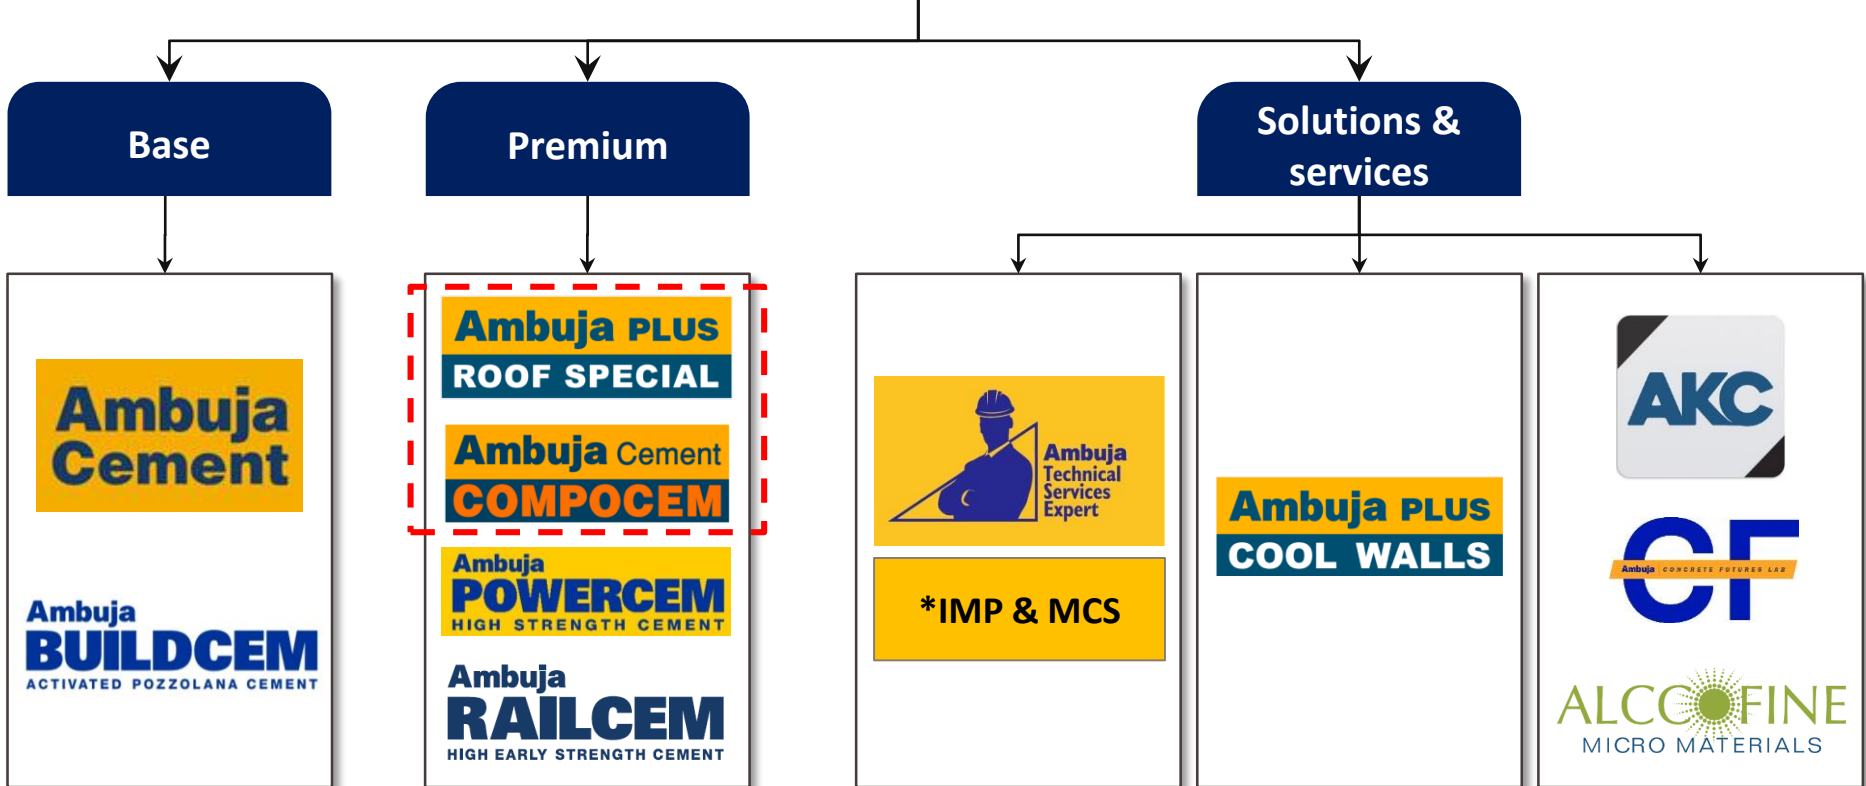 Base
Premium
Solutions &
services
Ambuja
Cement
Ambuja
BUILDCEM
ACTIVATED POZZOLANA CEMENT
Ambuja PLUS
ROOF SPECIAL
Ambuja Cement
COMPOCEM
Ambuja
POWERCEM
HIGH STRENGTH CEMENT
Ambuja
RAILCEM
HIGH EARLY STRENGTH CEMENT
Ambuja
Technical
Services
Expert
*IMP & MCS
Ambuja PLUS
COOL WALLS
AKC
CF
Ambuja CONCRETE FUTURES LAB
ALCCOFINE
MICRO MATERIALS